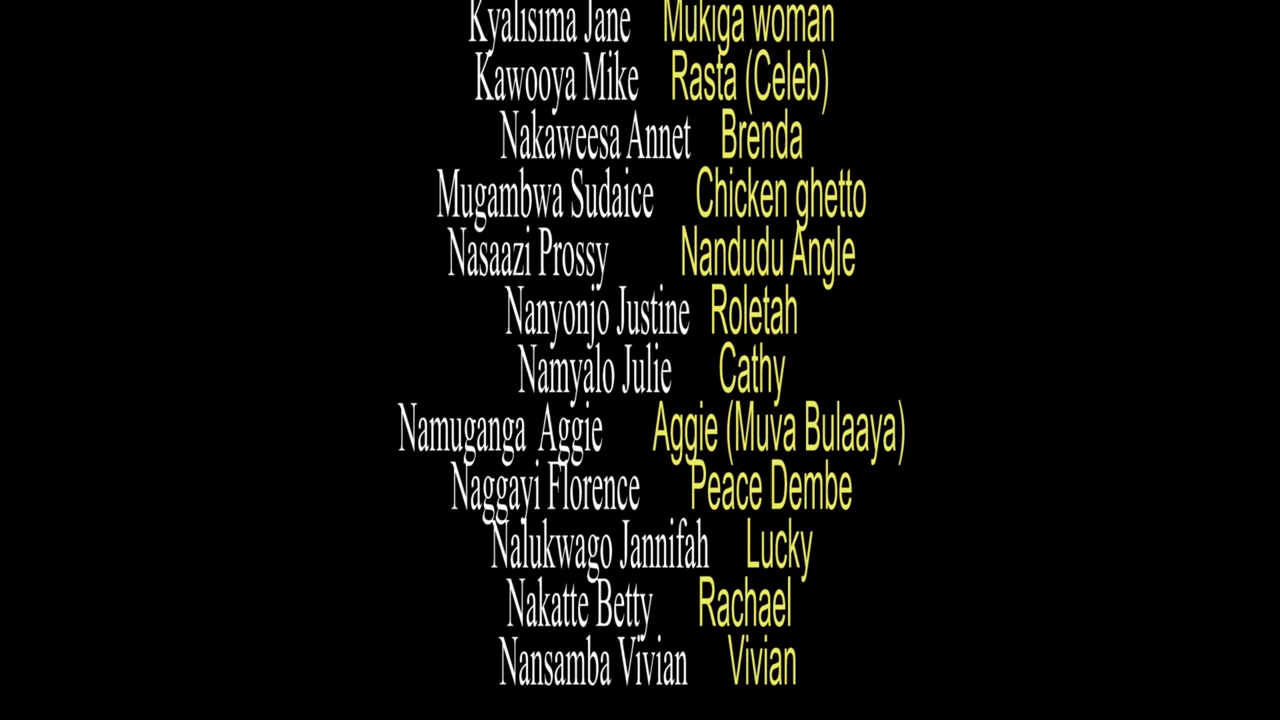 Kyalisima Jane Mukiga woman
Kawooya Mike Rasta (Celeb)
Nakaweesa Annet Brenda
Mugambwa Sudaice Chicken ghetto
Nasaazi Prossy Nandudu Angle
Nanyonjo Justine Roletah
Namyalo Julie Cathy
Namuganga Aggie Aggie (Muva Bulaaya)
Naggayi Florence Peace Dembe
Nalukwago Jannifah Lucky
Nakatte Betty Rachael
Nansamba Vivian Vivian